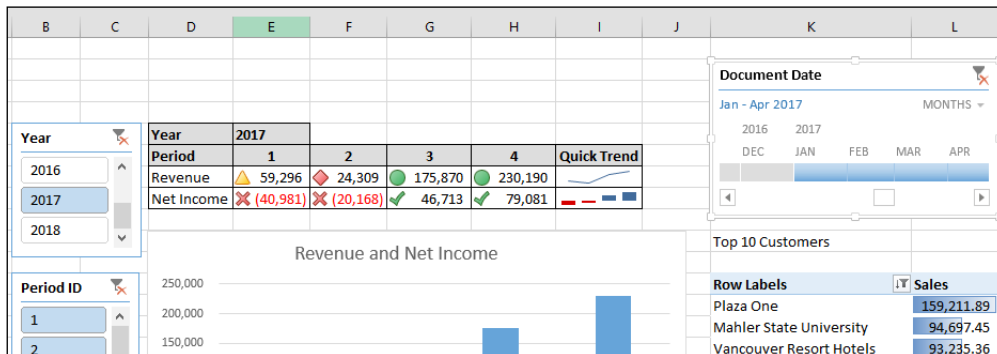 B C D E F G H I J K L
Document Date
Jan - Apr 2017 MONTHS
2016 2017
DEC JAN FEB MAR APR
Year
2016
2017
2018
Year 2017
Period 1 2 3 4 Quick Trend
Revenue 59,296 24,309 175,870 230,190
Net Income (40,981) (20,168) 46,713 79,081
Top 10 Customers
Revenue and Net Income
250,000
200,000
150,000
Period ID
1
2
Row Labels Sales
Plaza One 159,211.89
Mahler State University 94,697.45
Vancouver Resort Hotels 93,235.36